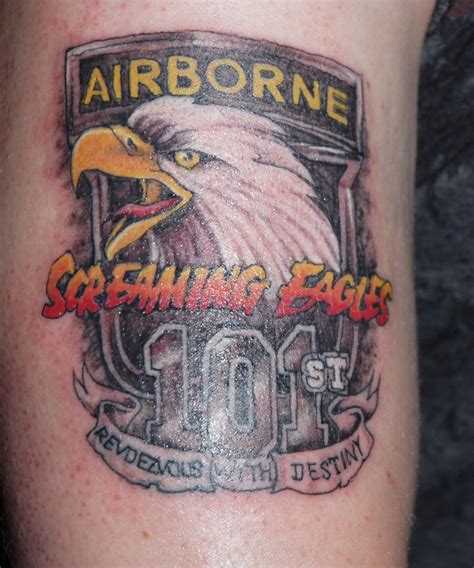 AIRBORNE
SCREAMING EAGLES
101ST
REVDEZVOUS WITH DESTINY